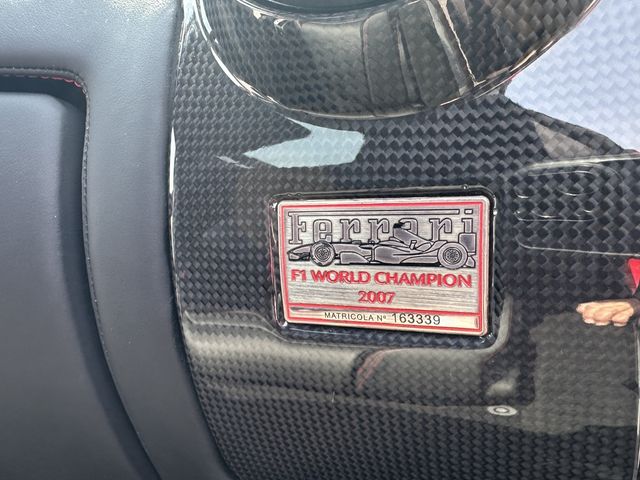 Ferrari
F1 WORLD CHAMPION
2007
MATRICOLA Nº 163339